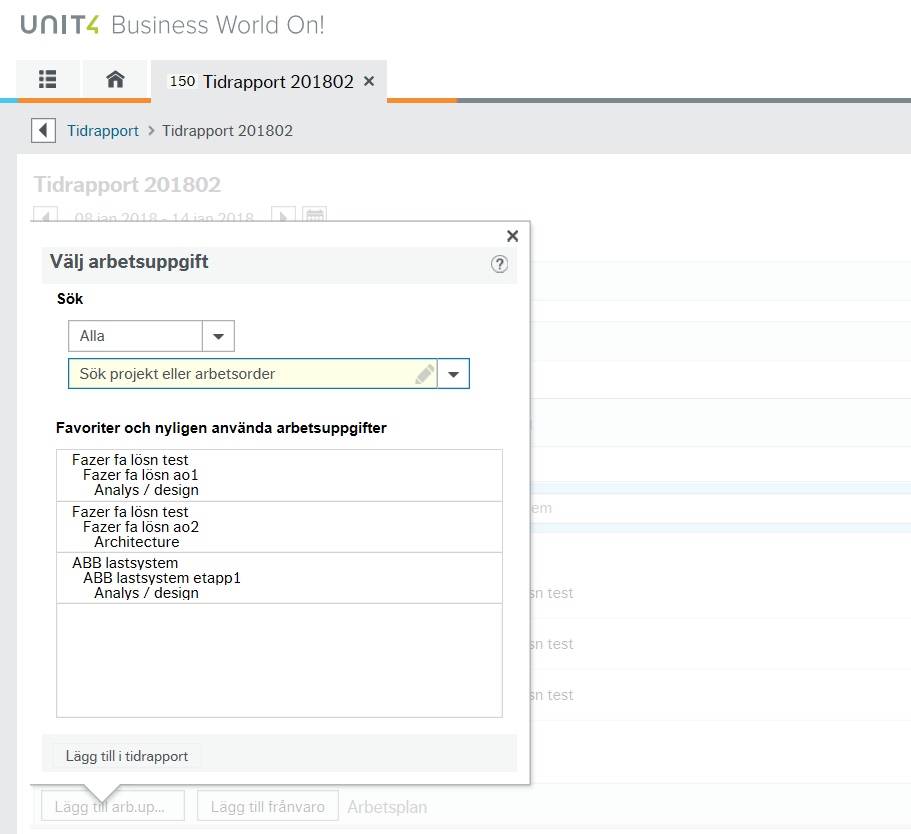 UNIT4 Business World On!
150 Tidrapport 201802
Tidrapport > Tidrapport 201802
Tidrapport 201802
08 jan 2018 - 14 jan 2018
Välj arbetsuppgift
?
Sök
Alla
Sök projekt eller arbetsorder
Favoriter och nyligen använda arbetsuppgifter
Fazer fa lösn test
Fazer fa lösn ao1
Analys / design
Fazer fa lösn test
Fazer fa lösn ao2
Architecture
em
ABB lastsystem
ABB lastsystem etapp1
Analys / design
sn test
sn test
sn test
Lägg till i tidrapport
Lägg till arb.up...
Lägg till frånvaro
Arbetsplan